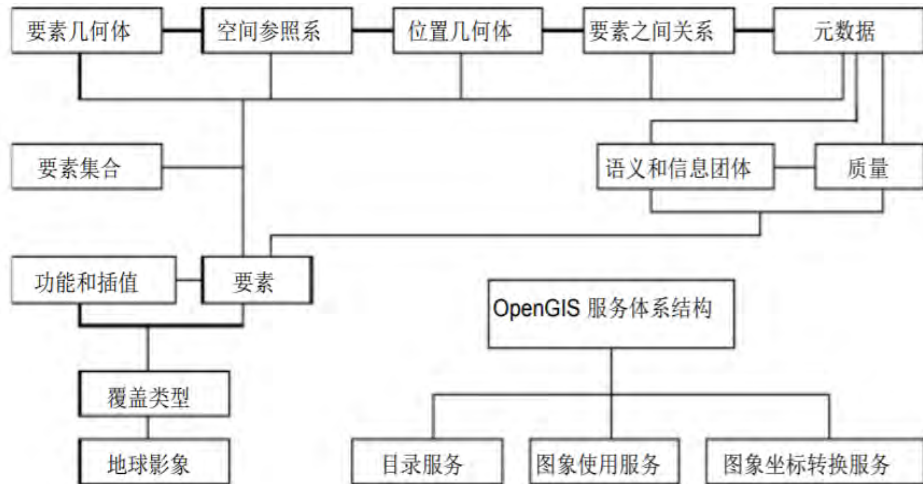 要素几何体
空间参照系
位置几何体
要素之间关系
元数据
要素集合
语义和信息团体
质量
功能和插值
要素
OpenGIS 服务体系结构
覆盖类型
地球影象
目录服务
图象使用服务
图象坐标转换服务